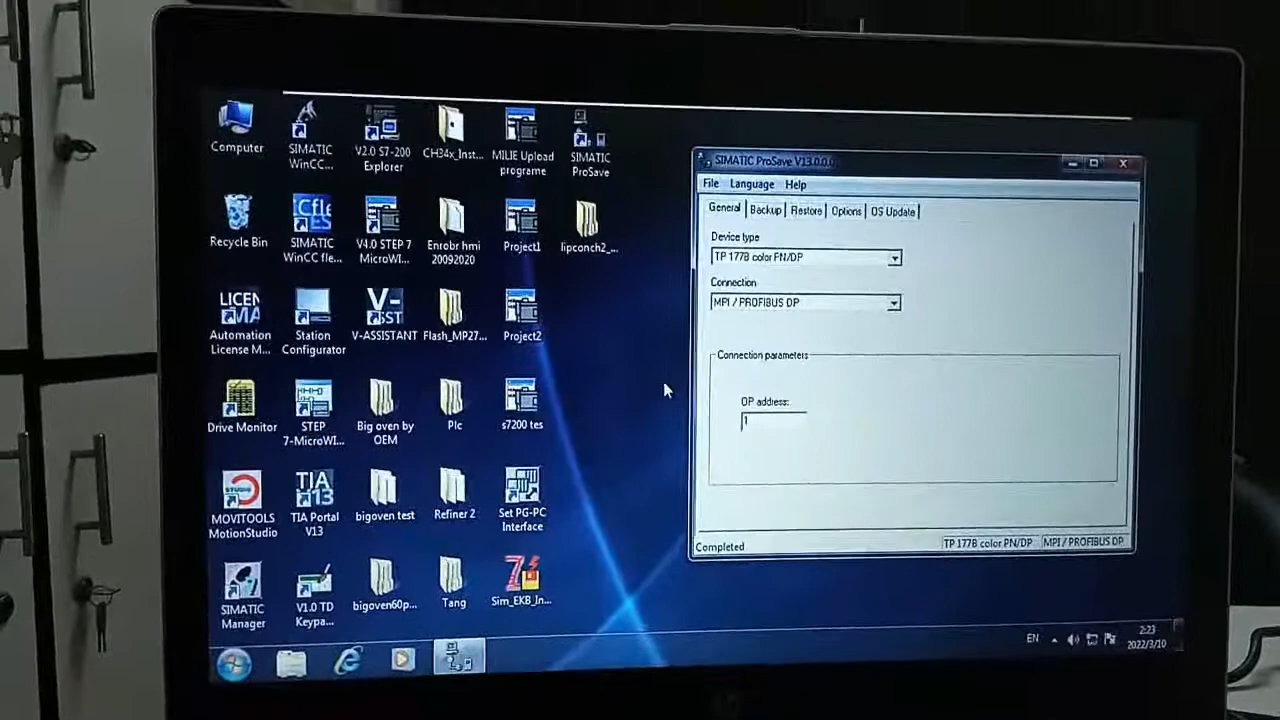 Computer
SIMATIC
WinCC...
V2.0 S7-200
Explorer
CH34x_Inst...
MILIE Upload
programe
SIMATIC
ProSave
Recycle Bin
SIMATIC
WinCC fle...
V4.0 STEP 7
MicroWI...
Enrobr hmi
20092020
Project1
lipconch2_...
Automation
License M...
Station
Configurator
V-ASSISTANT
Flash_MP27...
Project2
Drive Monitor
STEP
7-MicroWI...
Big oven by
OEM
Plc
s7200 tes
MOVITOOLS
MotionStudio
TIA
13
TIA Portal
V13
bigoven test
Refiner 2
Set PG-PC
Interface
SIMATIC
Manager
V1.0 TD
Keypa...
bigoven60p...
Tang
Sim_EKB_In...
SIMATIC ProSave V13.0.0.0
File Language Help
General Backup Restore Options OS Update
Device type
TP 177B color PN/DP
Connection
MPI / PROFIBUS DP
Connection parameters
OP address:
1
Completed TP 177B color PN/DP MPI / PROFIBUS DP
EN
2:23
2022/3/10